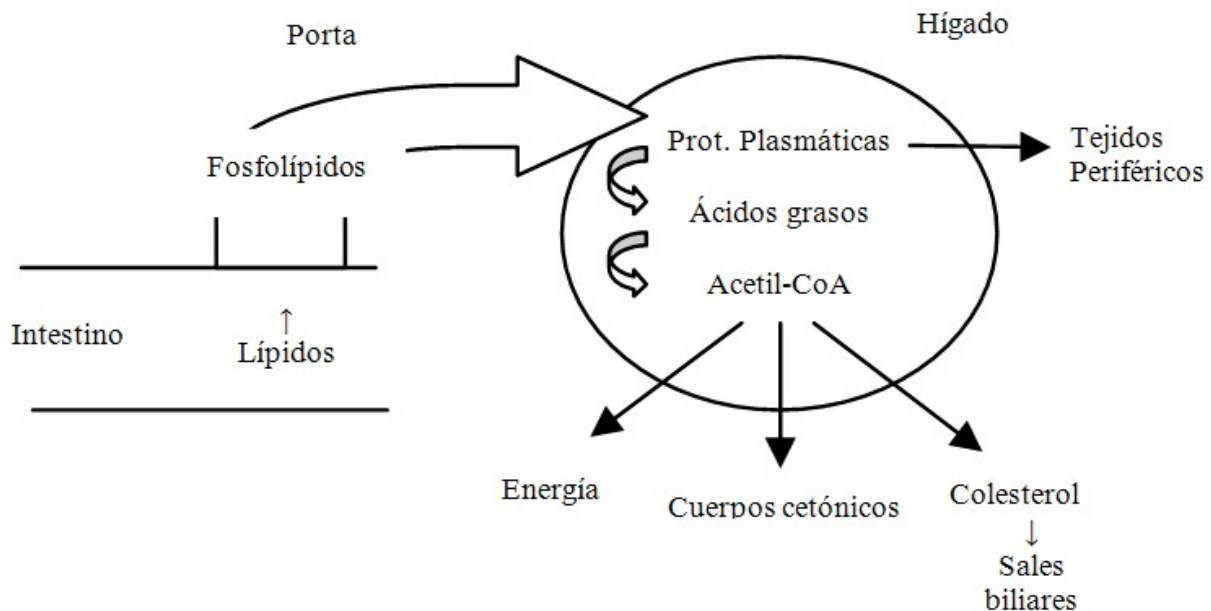 Porta
Hígado
Fosfolípidos
Prot. Plasmáticas
Tejidos
Periféricos
Ácidos grasos
Acetil-CoA
Intestino
↑
Lípidos
Energía
Cuerpos cetónicos
Colesterol
↓
Sales
biliares